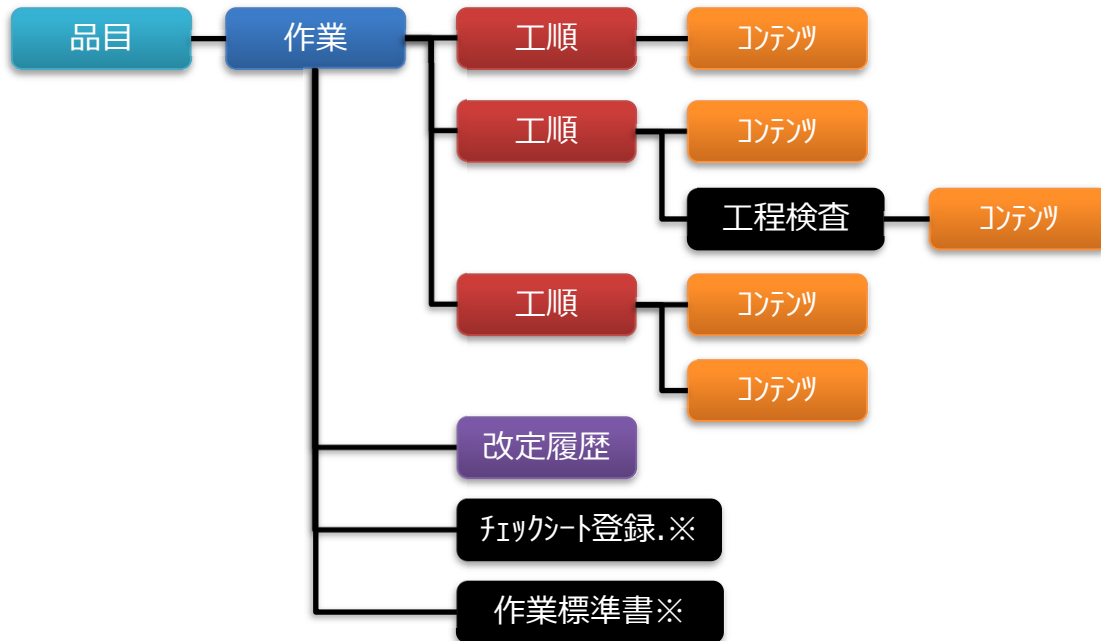 品目
作業
工順
コンテンツ
工順
コンテンツ
工程検査
コンテンツ
工順
コンテンツ
コンテンツ
改定履歴
チェックシート登録.※
作業標準書※